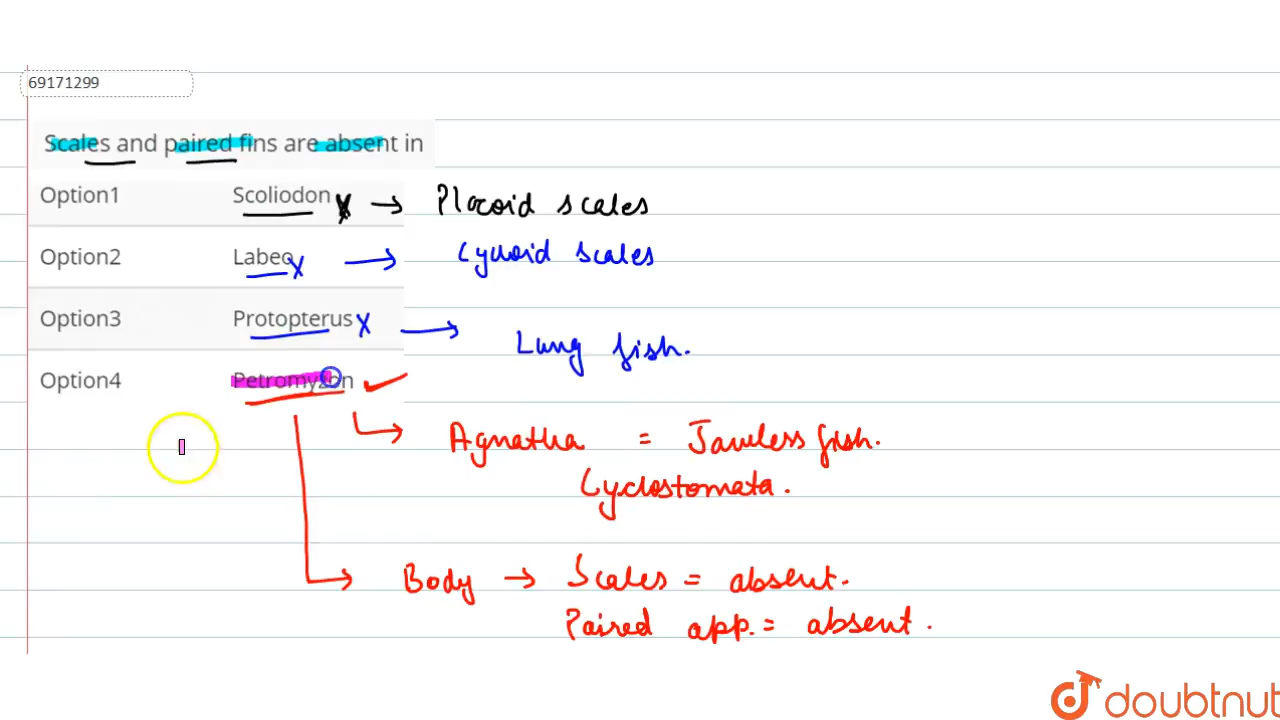 69171299
Scales and paired fins are absent in
Option1 Scoliodon x → Placoid scales
Option2 Labeo x → Cycloid scales
Option3 Protopterus x → Lung fish.
Option4 Petromyzon ✓
Agnatha = Jawless fish.
Cyclostomata.
Body → Scales = absent.
Paired app. = absent.
doubtnut